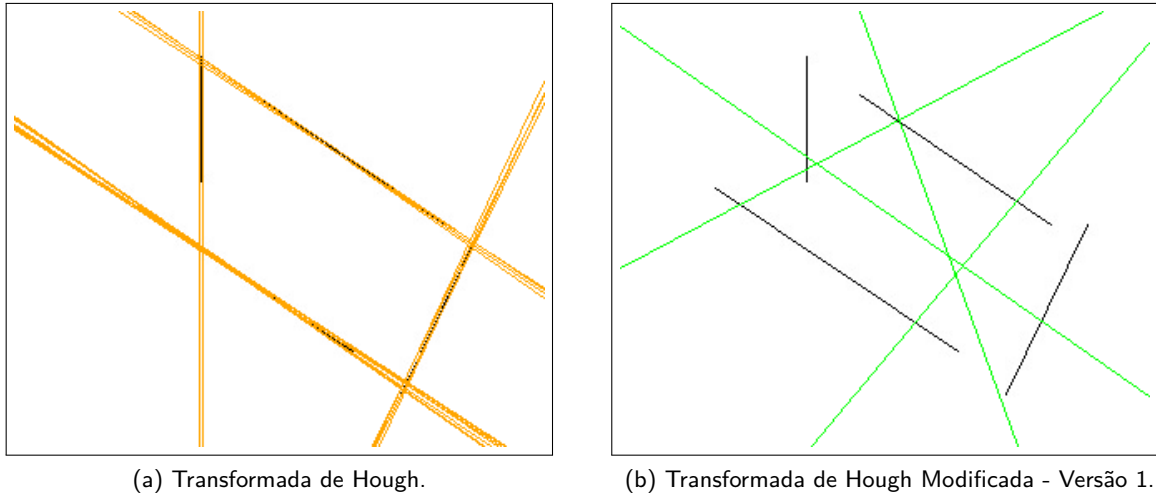 (a) Transformada de Hough.
(b) Transformada de Hough Modificada - Versão 1.